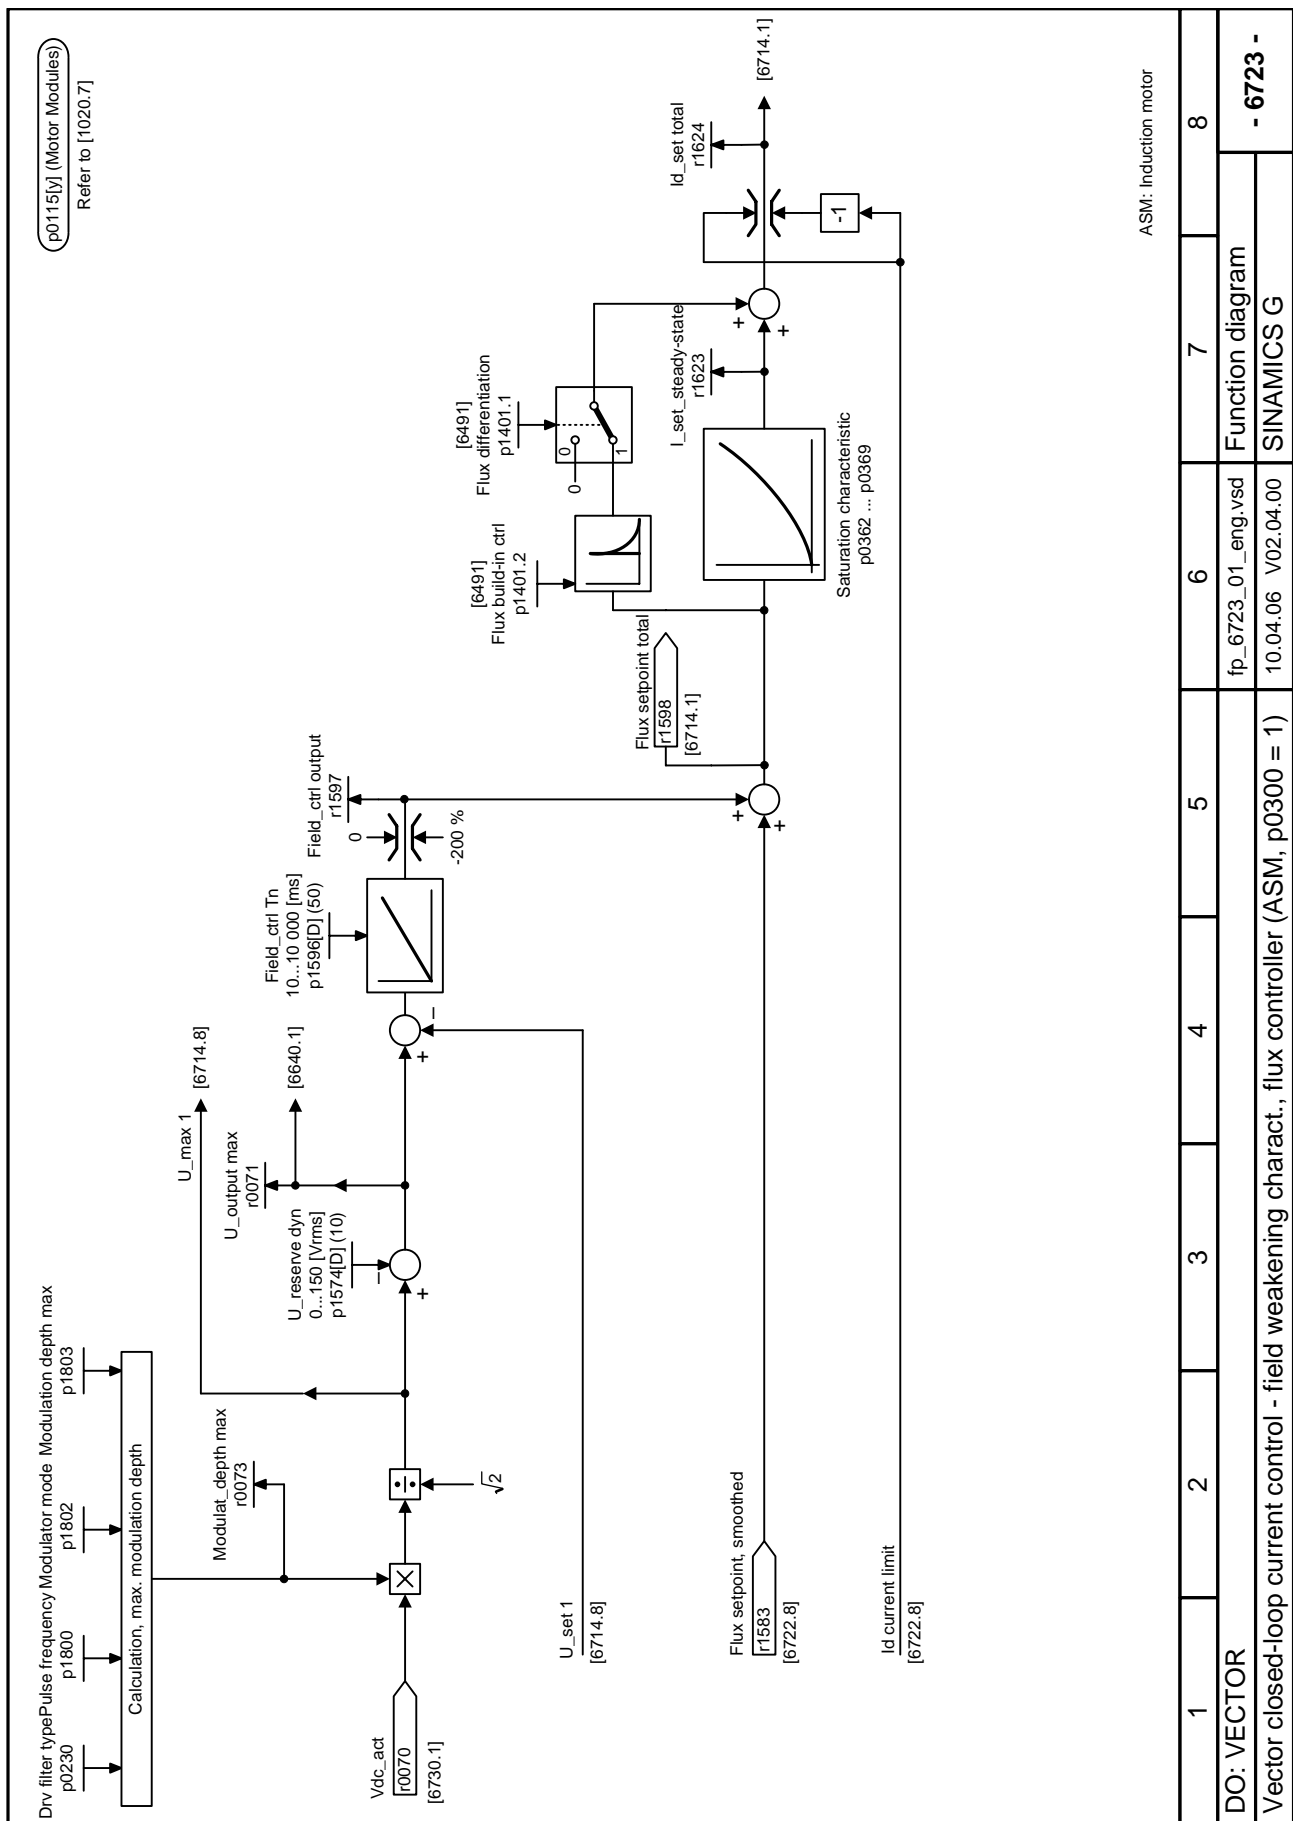 p0115[y] (Motor Modules)
Refer to [1020.7]
Drv filter type
p0230
Pulse frequency
p1800
Modulator mode
p1802
Modulation depth max
p1803
Calculation, max. modulation depth
Modulat_depth max
r0073
Vdc_act
r0070
[6730.1]
√2
U_max 1
[6714.8]
U_output max
r0071
[6640.1]
U_reserve dyn
0...150 [Vrms]
p1574[D] (10)
–
+
U_set 1
[6714.8]
+
–
Field_ctrl Tn
10...10 000 [ms]
p1596[D] (50)
Field_ctrl output
r1597
0
-200 %
Flux setpoint, smoothed
r1583
[6722.8]
+
+
Flux setpoint total
r1598
[6714.1]
[6491]
Flux build-in ctrl
p1401.2
[6491]
Flux differentiation
p1401.1
0
0
1
Saturation characteristic
p0362 ... p0369
I_set_steady-state
r1623
+
+
Id_set total
r1624
[6714.1]
-1
Id current limit
[6722.8]
ASM: Induction motor
1 2 3 4 5 6 7 8
DO: VECTOR
fp_6723_01_eng.vsd
Function diagram
- 6723 -
Vector closed-loop current control - field weakening charact., flux controller (ASM, p0300 = 1)
10.04.06 V02.04.00
SINAMICS G